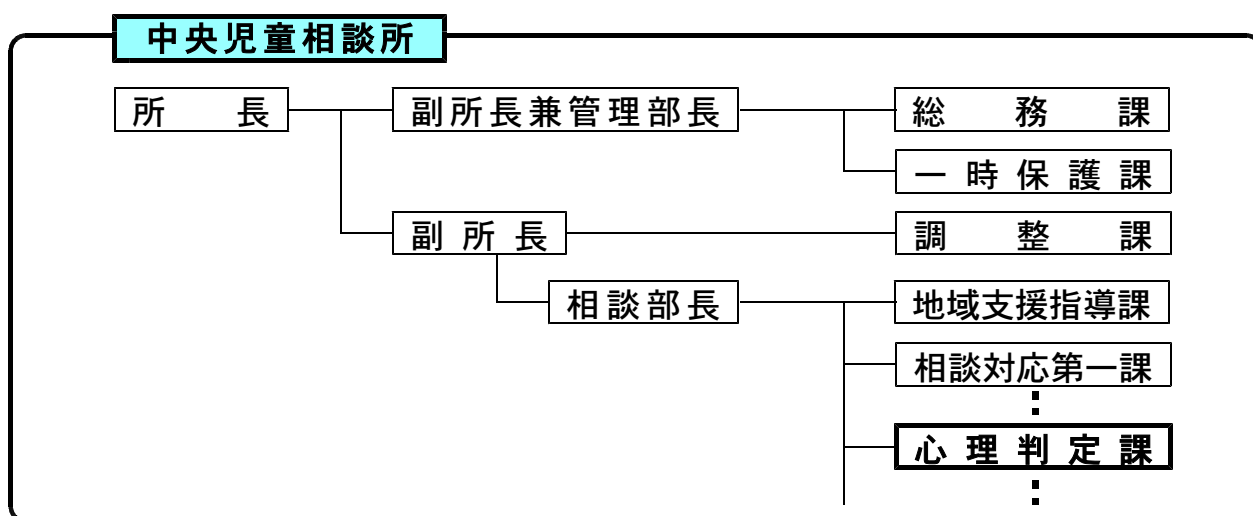 中央児童相談所
所長
副所長兼管理部長
総務課
一時保護課
副所長
調整課
相談部長
地域支援指導課
相談対応第一課
心理判定課